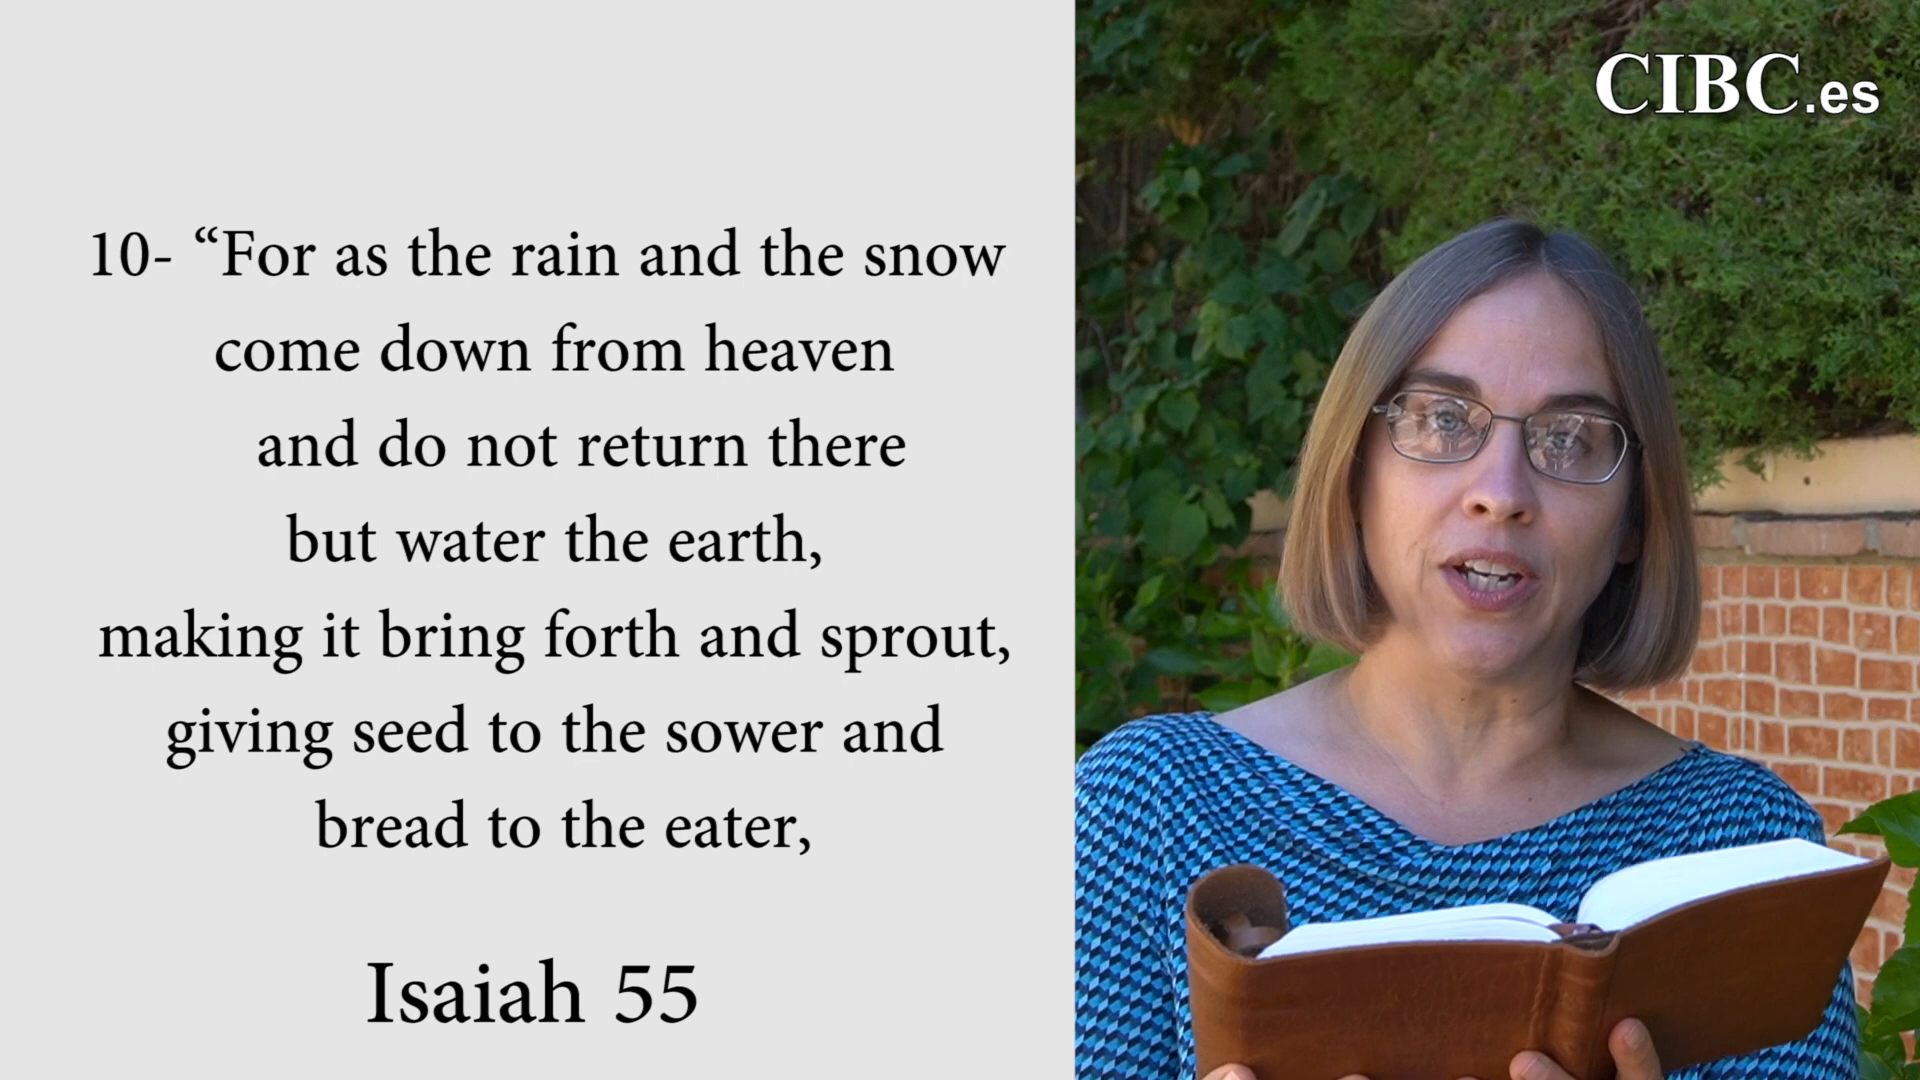 CIBC.es
10- “For as the rain and the snow
come down from heaven
and do not return there
but water the earth,
making it bring forth and sprout,
giving seed to the sower and
bread to the eater,
Isaiah 55